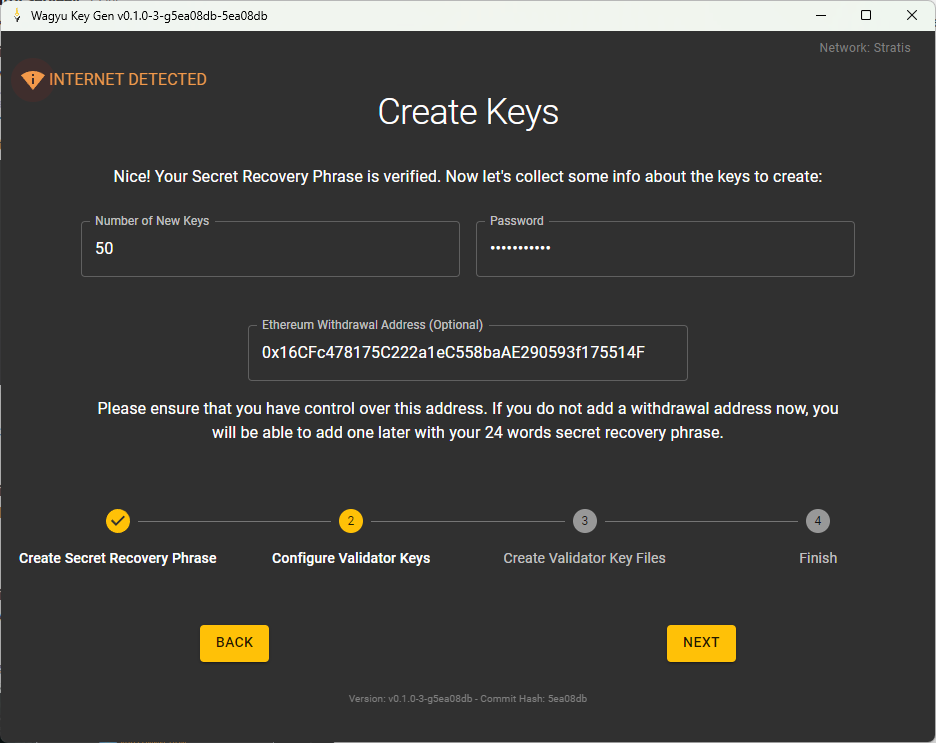 Wagyu Key Gen v0.1.0-3-g5ea08db-5ea08db
Network: Stratis
INTERNET DETECTED
Create Keys
Nice! Your Secret Recovery Phrase is verified. Now let's collect some info about the keys to create:
Number of New Keys
50
Password
•••••••••••
Ethereum Withdrawal Address (Optional)
0x16CFc478175C222a1eC558baAE290593f175514F
Please ensure that you have control over this address. If you do not add a withdrawal address now, you
will be able to add one later with your 24 words secret recovery phrase.
2
3
4
Create Secret Recovery Phrase
Configure Validator Keys
Create Validator Key Files
Finish
BACK
NEXT
Version: v0.1.0-3-g5ea08db - Commit Hash: 5ea08db